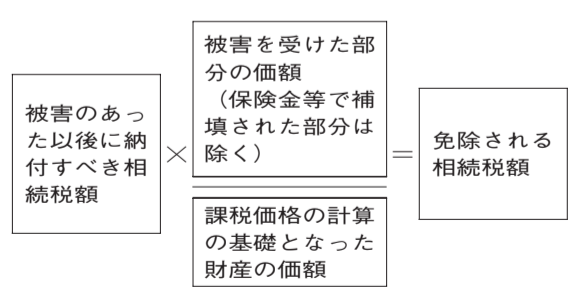 被害のあっ
た以後に納
付すべき相
続税額
×
被害を受けた部
分の価額
（保険金等で補
填された部分は
除く）
課税価格の計算
の基礎となった
財産の価額
＝
免除される
相続税額